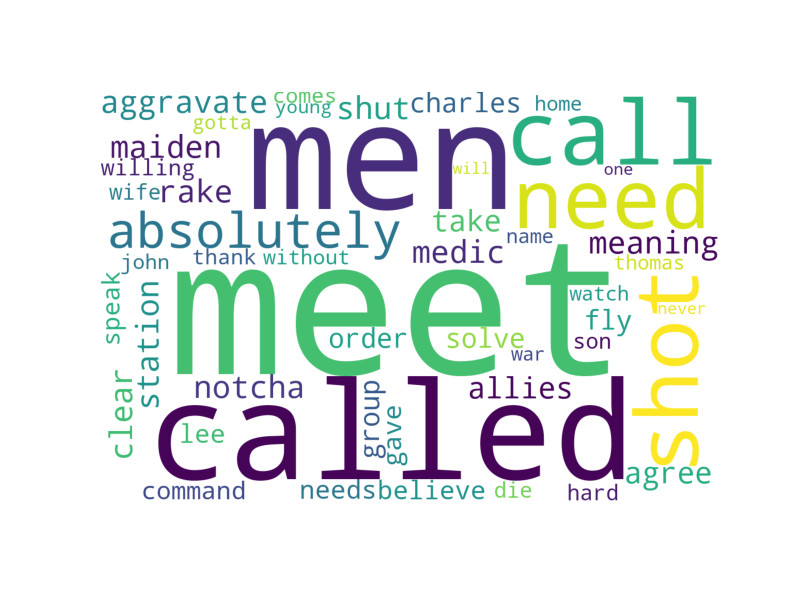 aggravate
comes
young
shut
charles
home
call
gotta
men
maiden
willing
will
one
wife
rake
need
absolutely
take
medic
name
meaning
john
thank
without
thomas
speak
meet
watch
never
station
order
solve
fly
son
war
shot
clear
notcha
group
gave
allies
called
lee
agree
command
needs
believe
die
hard